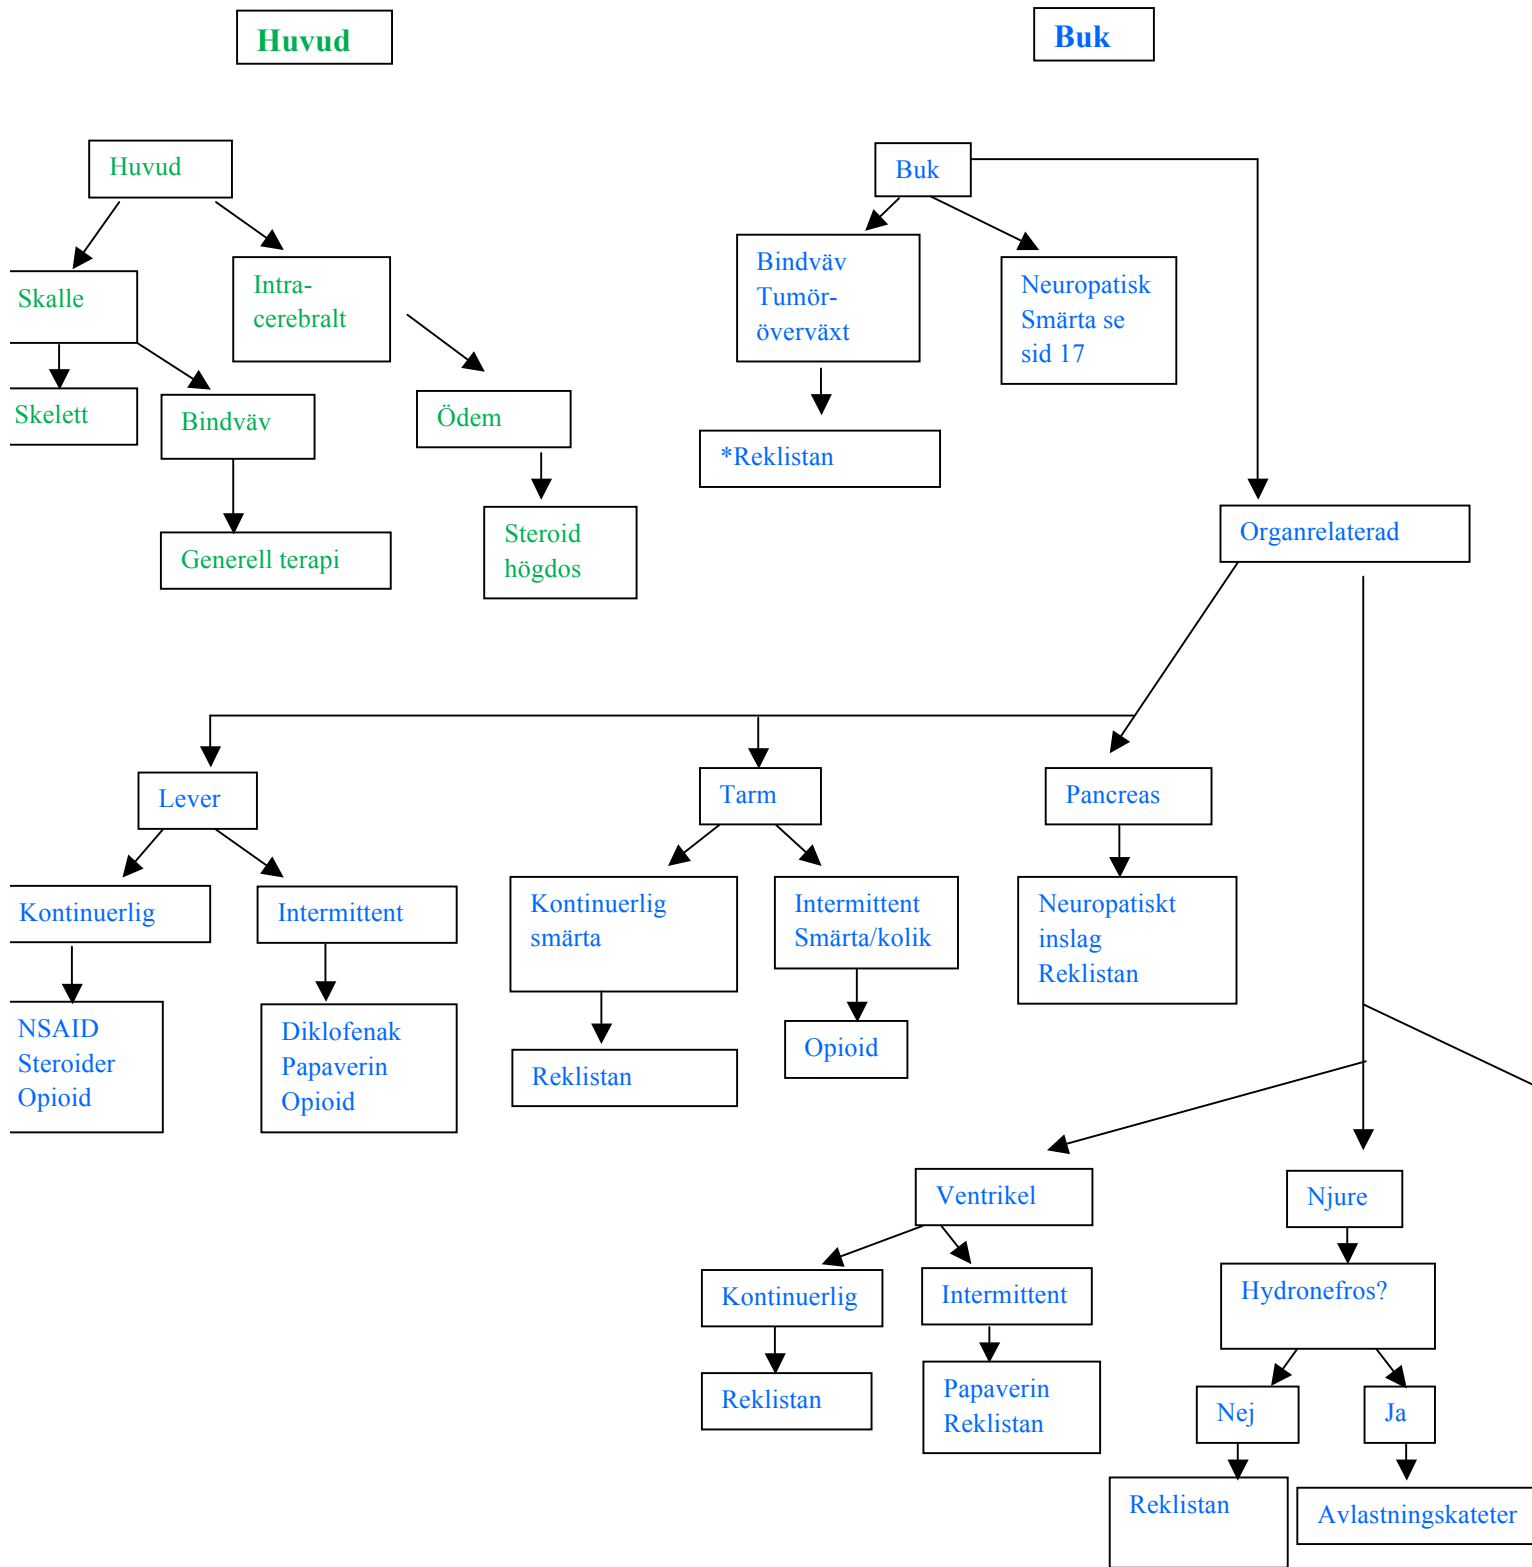 Huvud
Buk
Huvud
Buk
Skalle
Intra-
cerebralt
Bindväv
Tumör-
överväxt
Neuropatisk
Smärta se
sid 17
Skelett
Bindväv
Ödem
*Reklistan
Generell terapi
Steroid
högdos
Organrelaterad
Lever
Tarm
Pancreas
Kontinuerlig
Intermittent
Kontinuerlig
smärta
Intermittent
Smärta/kolik
Neuropatiskt
inslag
Reklistan
NSAID
Steroider
Opioid
Diklofenak
Papaverin
Opioid
Reklistan
Opioid
Ventrikel
Njure
Kontinuerlig
Intermittent
Hydronefros?
Reklistan
Papaverin
Reklistan
Nej
Ja
Reklistan
Avlastningskateter